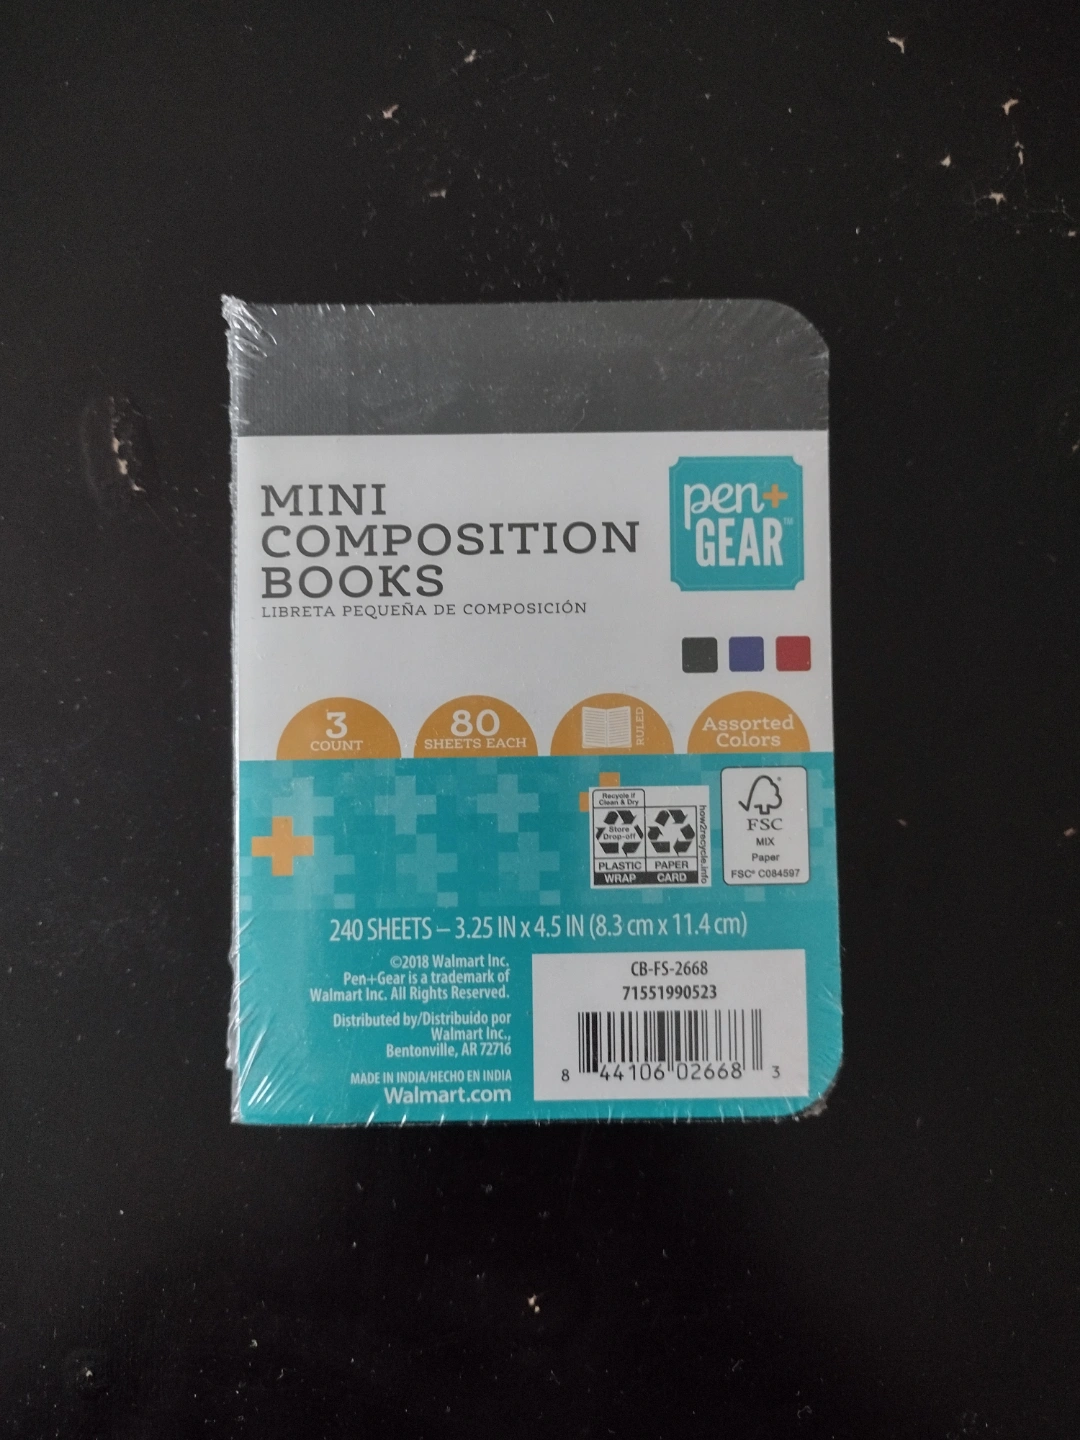 MINI
COMPOSITION
BOOKS
LIBRETA PEQUEÑA DE COMPOSICIÓN
pen+
GEAR™
3
COUNT
80
SHEETS EACH
RULED
Assorted
Colors
Recycle if
Clean & Dry
Store
Drop-off
PLASTIC
WRAP
PAPER
CARD
how2recycle.info
FSC
MIX
Paper
FSC® C084597
240 SHEETS – 3.25 IN x 4.5 IN (8.3 cm x 11.4 cm)
©2018 Walmart Inc.
Pen+Gear is a trademark of
Walmart Inc. All Rights Reserved.
Distributed by/Distribuido por
Walmart Inc.,
Bentonville, AR 72716
MADE IN INDIA/HECHO EN INDIA
Walmart.com
CB-FS-2668
71551990523
8 44106 02668 3